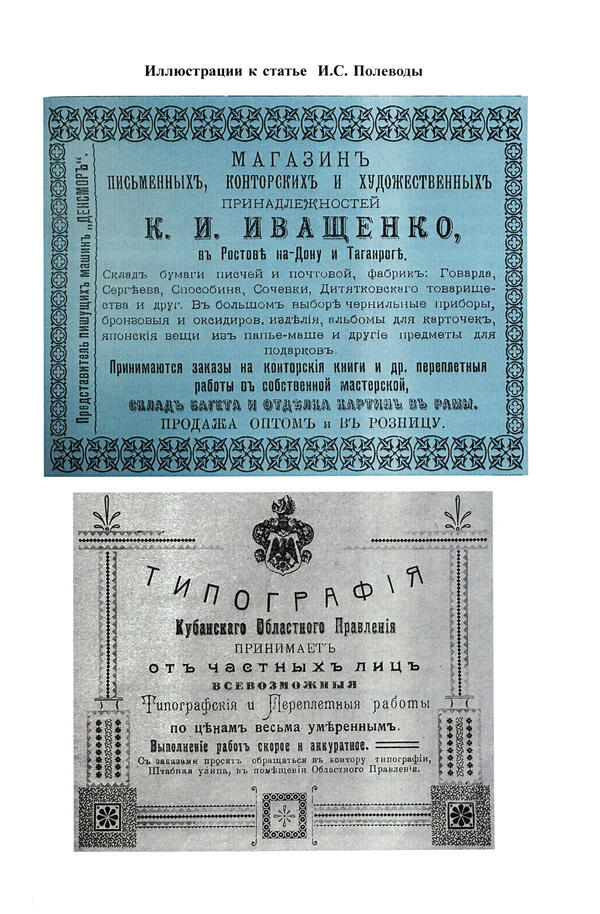 Иллюстрации к статье И.С. Полеводы
Представитель пишущихъ машинъ „ДЕНСМОРЪ“.
МАГАЗИНЪ
ПИСЬМЕННЫХЪ, КОНТОРСКИХЪ И ХУДОЖЕСТВЕННЫХЪ
ПРИНАДЛЕЖНОСТЕЙ
К. И. ИВАЩЕНКО,
въ Ростовѣ на-Дону и Таганрогѣ.
Складъ бумаги писчей и почтовой, фабрикъ: Говарда,
Сергѣева, Способина, Сочевки, Дитятковскаго товарище-
ства и друг. Въ большомъ выборѣ чернильные приборы,
бронзовыя и оксидиров. издѣлія, альбомы для карточекъ,
японскія вещи изъ папье-маше и другіе предметы для
подарковъ.
Принимаются заказы на конторскія книги и др. переплетныя
работы въ собственной мастерской,
СКЛАДЪ БАГЕТА И ОТДѢЛКА КАРТИНЪ ВЪ РАМЫ.
ПРОДАЖА ОПТОМЪ и ВЪ РОЗНИЦУ.
ТИПОГРАФІЯ
Кубанскаго Областного Правленія
ПРИНИМАЕТЪ
ОТЪ ЧАСТНЫХЪ ЛИЦЪ
ВСЕВОЗМОЖНЫЯ
Типографскія и Переплетныя работы
по цѣнамъ весьма умѣреннымъ.
Выполненіе работъ скорое и аккуратное.
Съ заказами просятъ обращаться въ контору типографіи,
Штабная улица, въ помѣщеніи Областного Правленія.